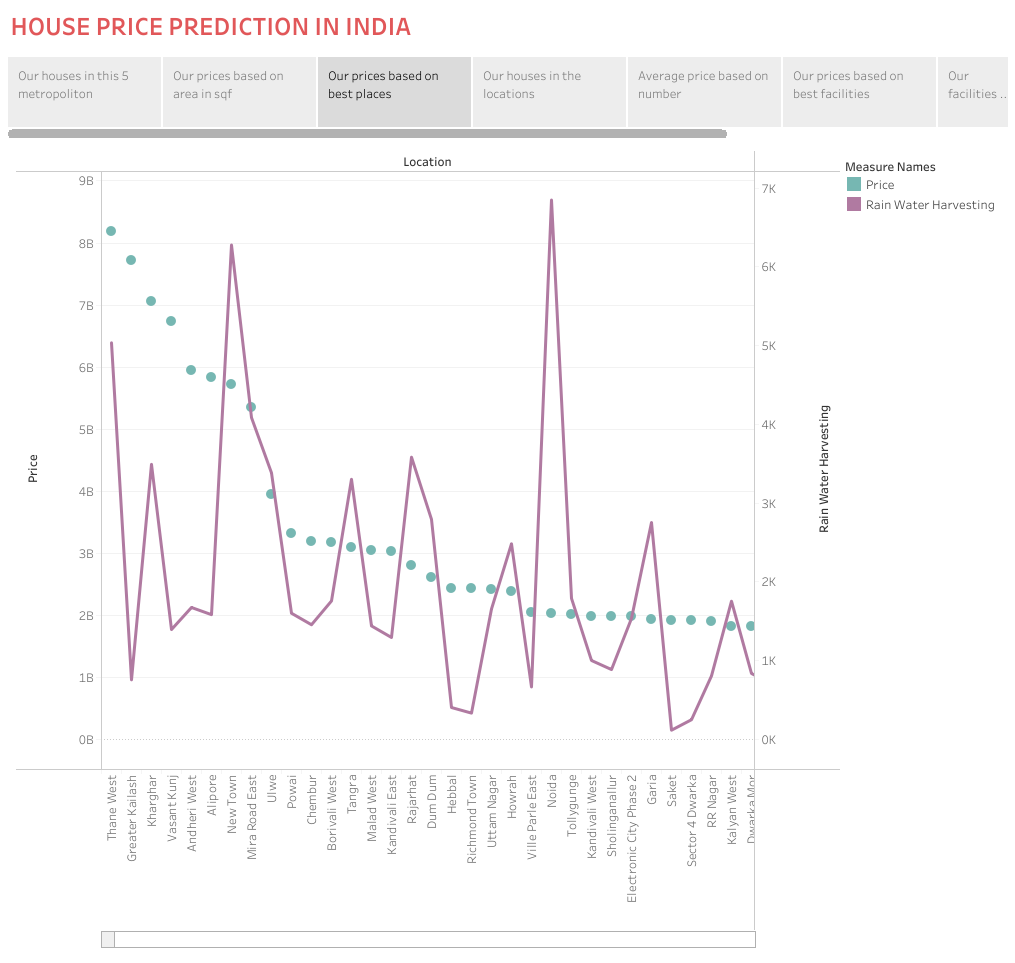 HOUSE PRICE PREDICTION IN INDIA
Our houses in this 5
metropoliton
Our prices based on
area in sqf
Our prices based on
best places
Our houses in the
locations
Average price based on
number
Our prices based on
best facilities
Our
facilities ..
Location
Measure Names
Price
Rain Water Harvesting
9B
8B
7B
6B
5B
4B
3B
2B
1B
0B
Price
7K
6K
5K
4K
3K
2K
1K
0K
Rain Water Harvesting
Thane West
Greater Kailash
Kharghar
Vasant Kunj
Andheri West
Alipore
New Town
Mira Road East
Ulwe
Powai
Chembur
Borivali West
Tangra
Malad West
Kandivali East
Rajarhat
Dum Dum
Hebbal
Richmond Town
Uttam Nagar
Howrah
Ville Parle East
Noida
Tollygunge
Kandivali West
Sholinganallur
Electronic City Phase 2
Garia
Saket
Sector 4 Dwarka
RR Nagar
Kalyan West
Dwarka Mor